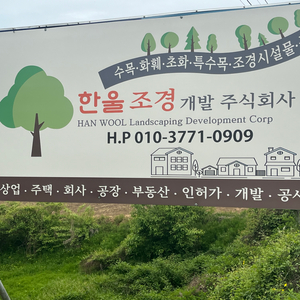 수목·화훼·초화·특수목·조경시설물
한울 조경 개발 주식회사
HAN WOOL Landscaping Development Corp
H.P 010-3771-0909
상업 · 주택 · 회사 · 공장 · 부동산 · 인허가 · 개발 · 공사